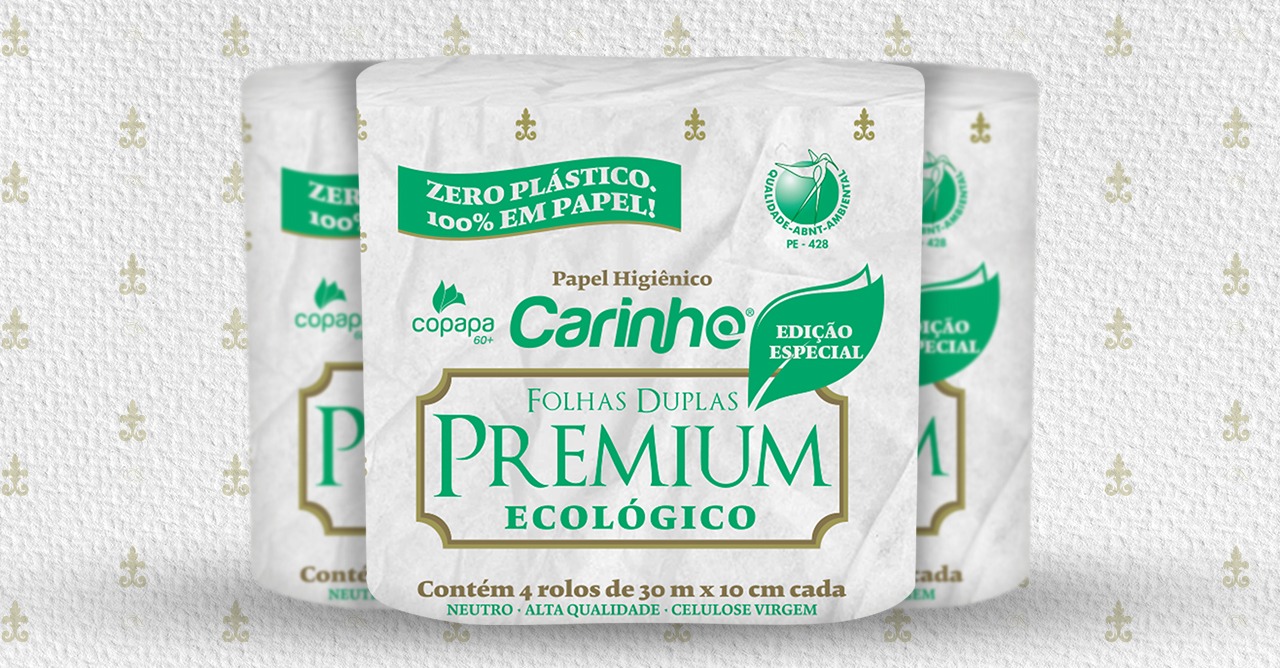 ZERO PLÁSTICO.
100% EM PAPEL!
QUALIDADE-ABNT-AMBIENTAL
PE - 428
Papel Higiênico
copapa
60+
Carinho®
EDIÇÃO
ESPECIAL
FOLHAS DUPLAS
PREMIUM
ECOLÓGICO
Contém 4 rolos de 30 m x 10 cm cada
NEUTRO · ALTA QUALIDADE · CELULOSE VIRGEM